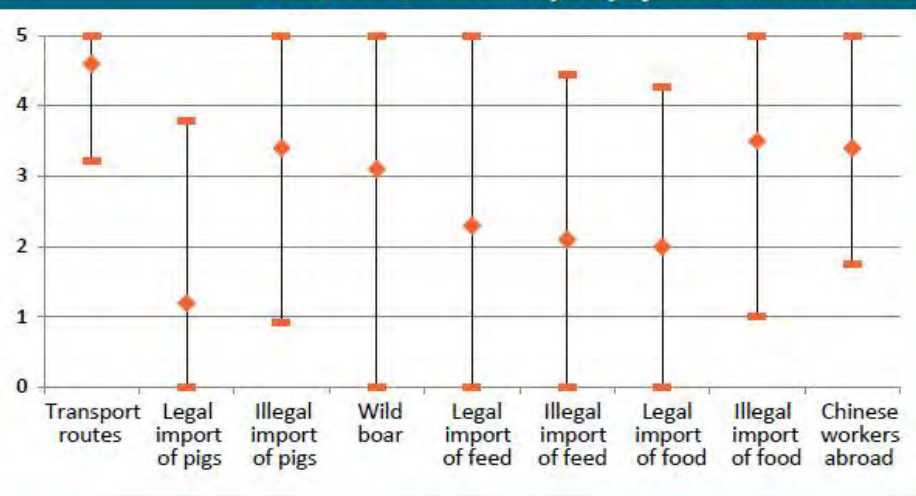 5
4
3
2
1
0
Transport
routes
Legal
import
of pigs
Illegal
import
of pigs
Wild
boar
Legal
import
of feed
Illegal
import
of feed
Legal
import
of food
Illegal
import
of food
Chinese
workers
abroad